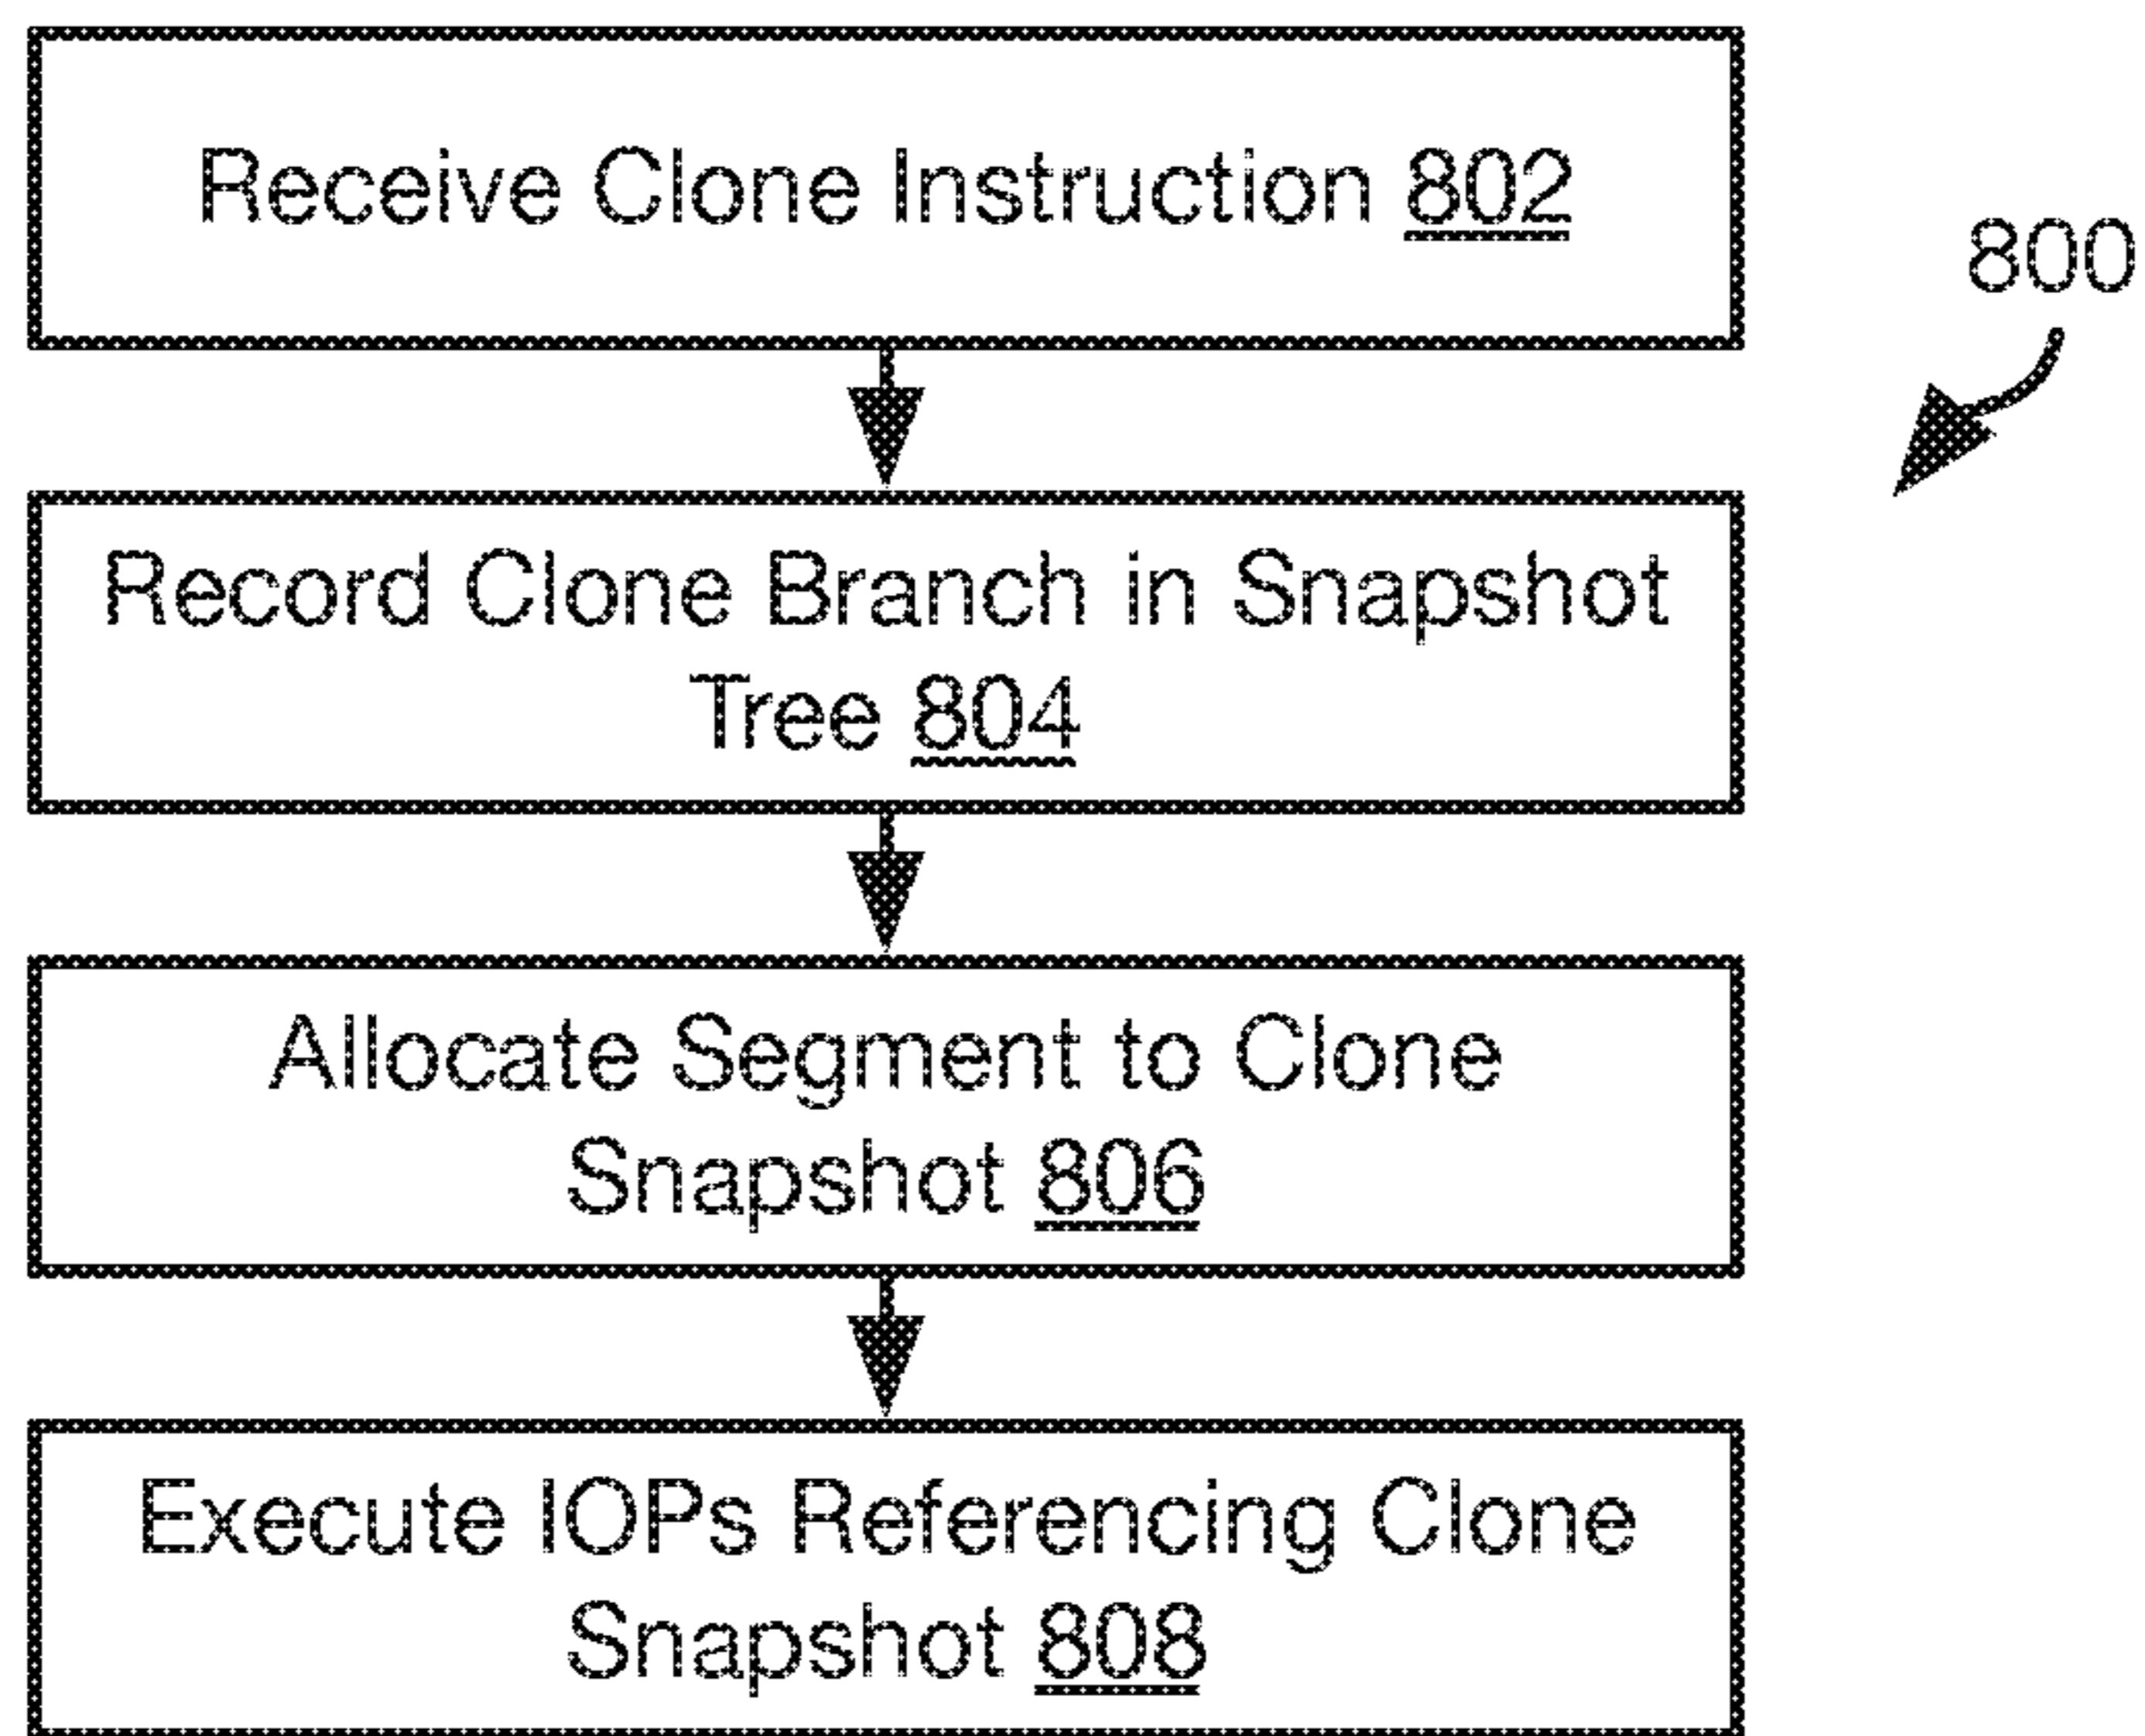 Receive Clone Instruction 802
800
Record Clone Branch in Snapshot
Tree 804
Allocate Segment to Clone
Snapshot 806
Execute IOPs Referencing Clone
Snapshot 808